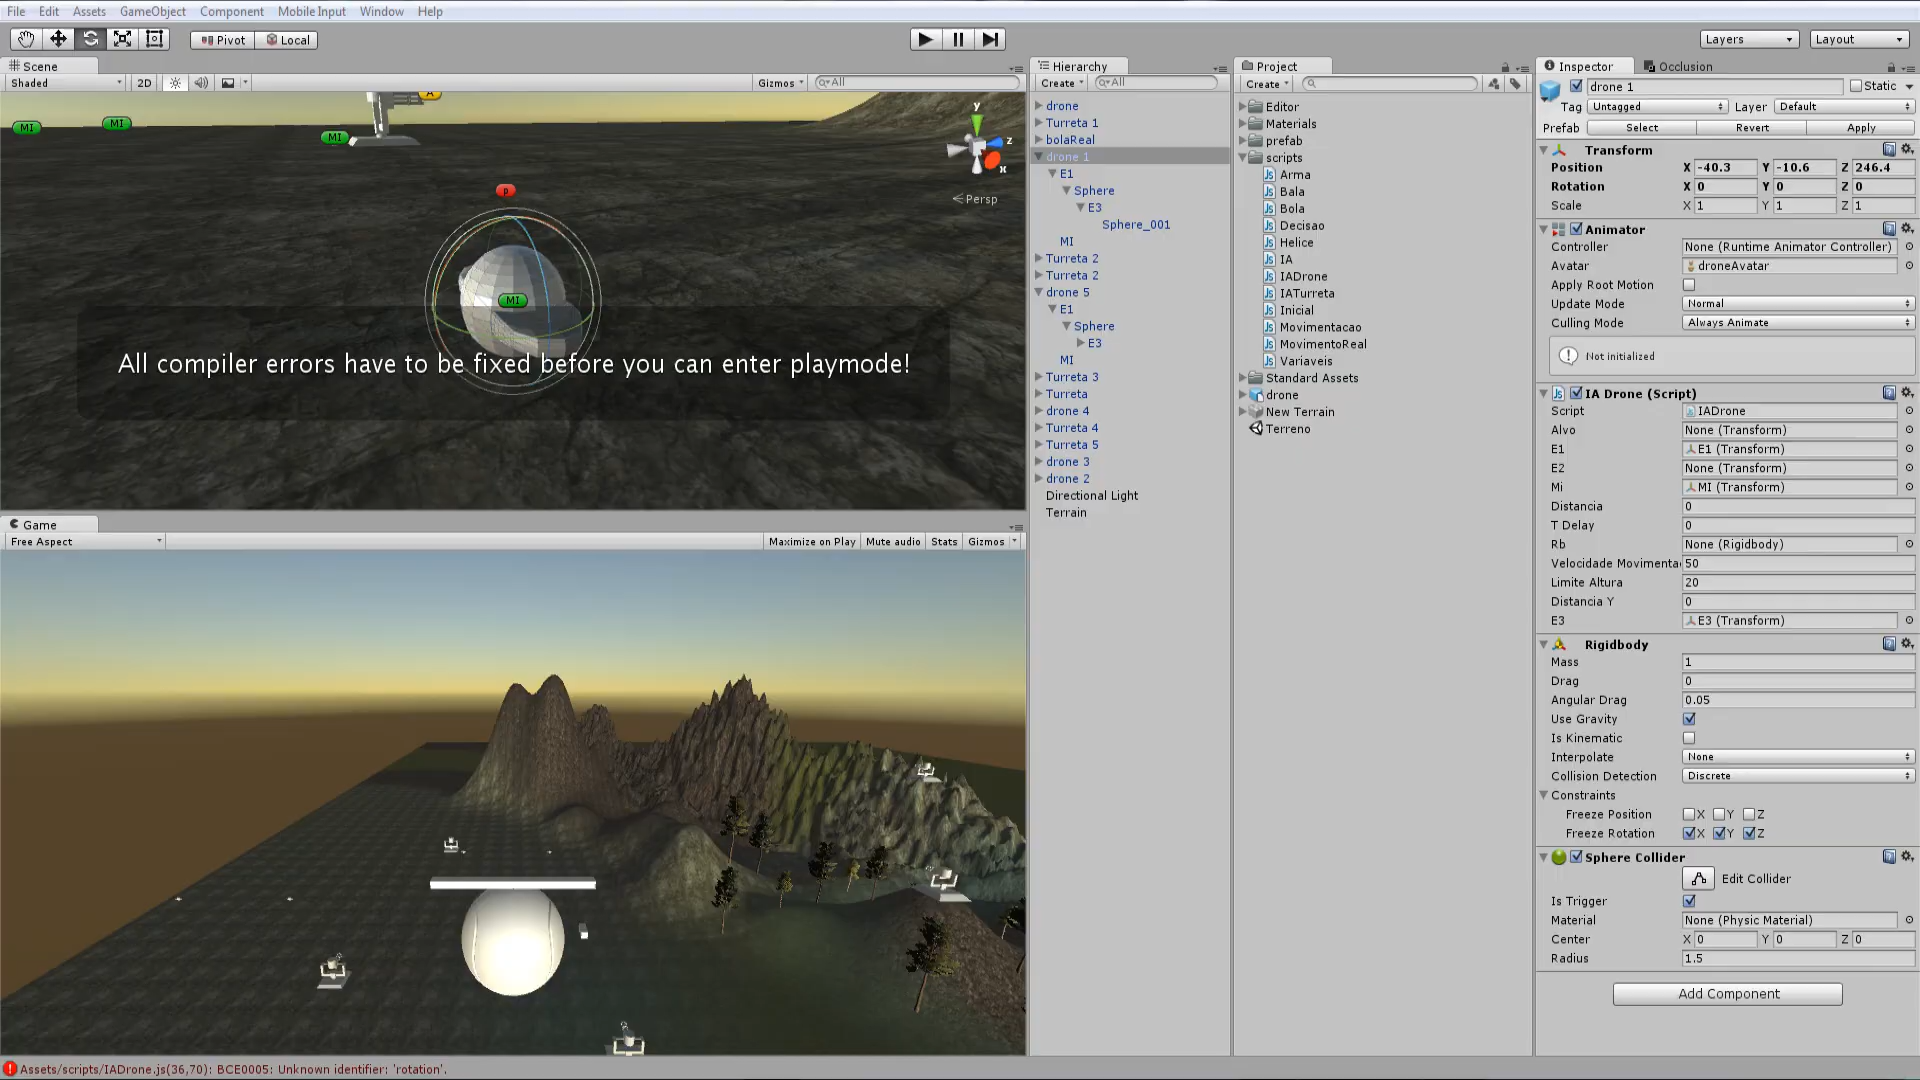 File Edit Assets GameObject Component Mobile Input Window Help
Pivot Local Layers Layout
Scene
Shaded 2D Gizmos All
MI
MI
MI
A
y
z
x
Persp
p
MI
All compiler errors have to be fixed before you can enter playmode!
Game
Free Aspect Maximize on Play Mute audio Stats Gizmos
Hierarchy
Create All
drone
Turreta 1
bolaReal
drone 1
E1
Sphere
E3
Sphere_001
MI
Turreta 2
Turreta 2
drone 5
E1
Sphere
E3
MI
Turreta 3
Turreta
drone 4
Turreta 4
Turreta 5
drone 3
drone 2
Directional Light
Terrain
Project
Create
Editor
Materials
prefab
scripts
Arma
Bala
Bola
Decisao
Helice
IA
IADrone
IATurreta
Inicial
Movimentacao
MovimentoReal
Variaveis
Standard Assets
drone
New Terrain
Terreno
Inspector Occlusion
drone 1 Static
Tag Untagged Layer Default
Prefab Select Revert Apply
Transform
Position X -40.3 Y -10.6 Z 246.4
Rotation X 0 Y 0 Z 0
Scale X 1 Y 1 Z 1
Animator
Controller None (Runtime Animator Controller)
Avatar droneAvatar
Apply Root Motion
Update Mode Normal
Culling Mode Always Animate
Not initialized
IA Drone (Script)
Script IADrone
Alvo None (Transform)
E1 E1 (Transform)
E2 None (Transform)
Mi MI (Transform)
Distancia 0
T Delay 0
Rb None (Rigidbody)
Velocidade Movimenta 50
Limite Altura 20
Distancia Y 0
E3 E3 (Transform)
Rigidbody
Mass 1
Drag 0
Angular Drag 0.05
Use Gravity
Is Kinematic
Interpolate None
Collision Detection Discrete
Constraints
Freeze Position X Y Z
Freeze Rotation X Y Z
Sphere Collider
Edit Collider
Is Trigger
Material None (Physic Material)
Center X 0 Y 0 Z 0
Radius 1.5
Add Component
Assets/scripts/IADrone.js(36,70): BCE0005: Unknown identifier: 'rotation'.